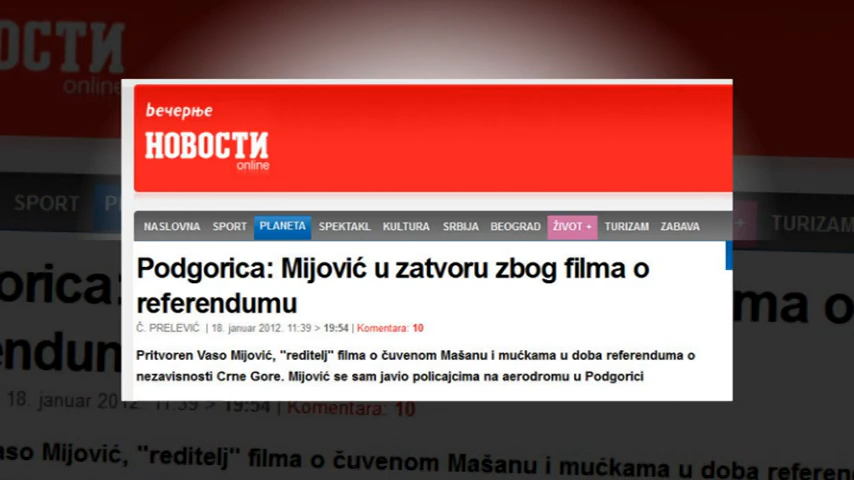 вечерње
НОВОСТИ
online
NASLOVNA SPORT PLANETA SPEKTAKL KULTURA SRBIJA BEOGRAD ŽIVOT + TURIZAM ZABAVA
Podgorica: Mijović u zatvoru zbog filma o
referendumu
Č. PRELEVIĆ | 18. januar 2012. 11:39 > 19:54 | Komentara: 10
Pritvoren Vaso Mijović, "reditelj" filma o čuvenom Mašanu i mućkama u doba referenduma o
nezavisnosti Crne Gore. Mijović se sam javio policajcima na aerodromu u Podgorici